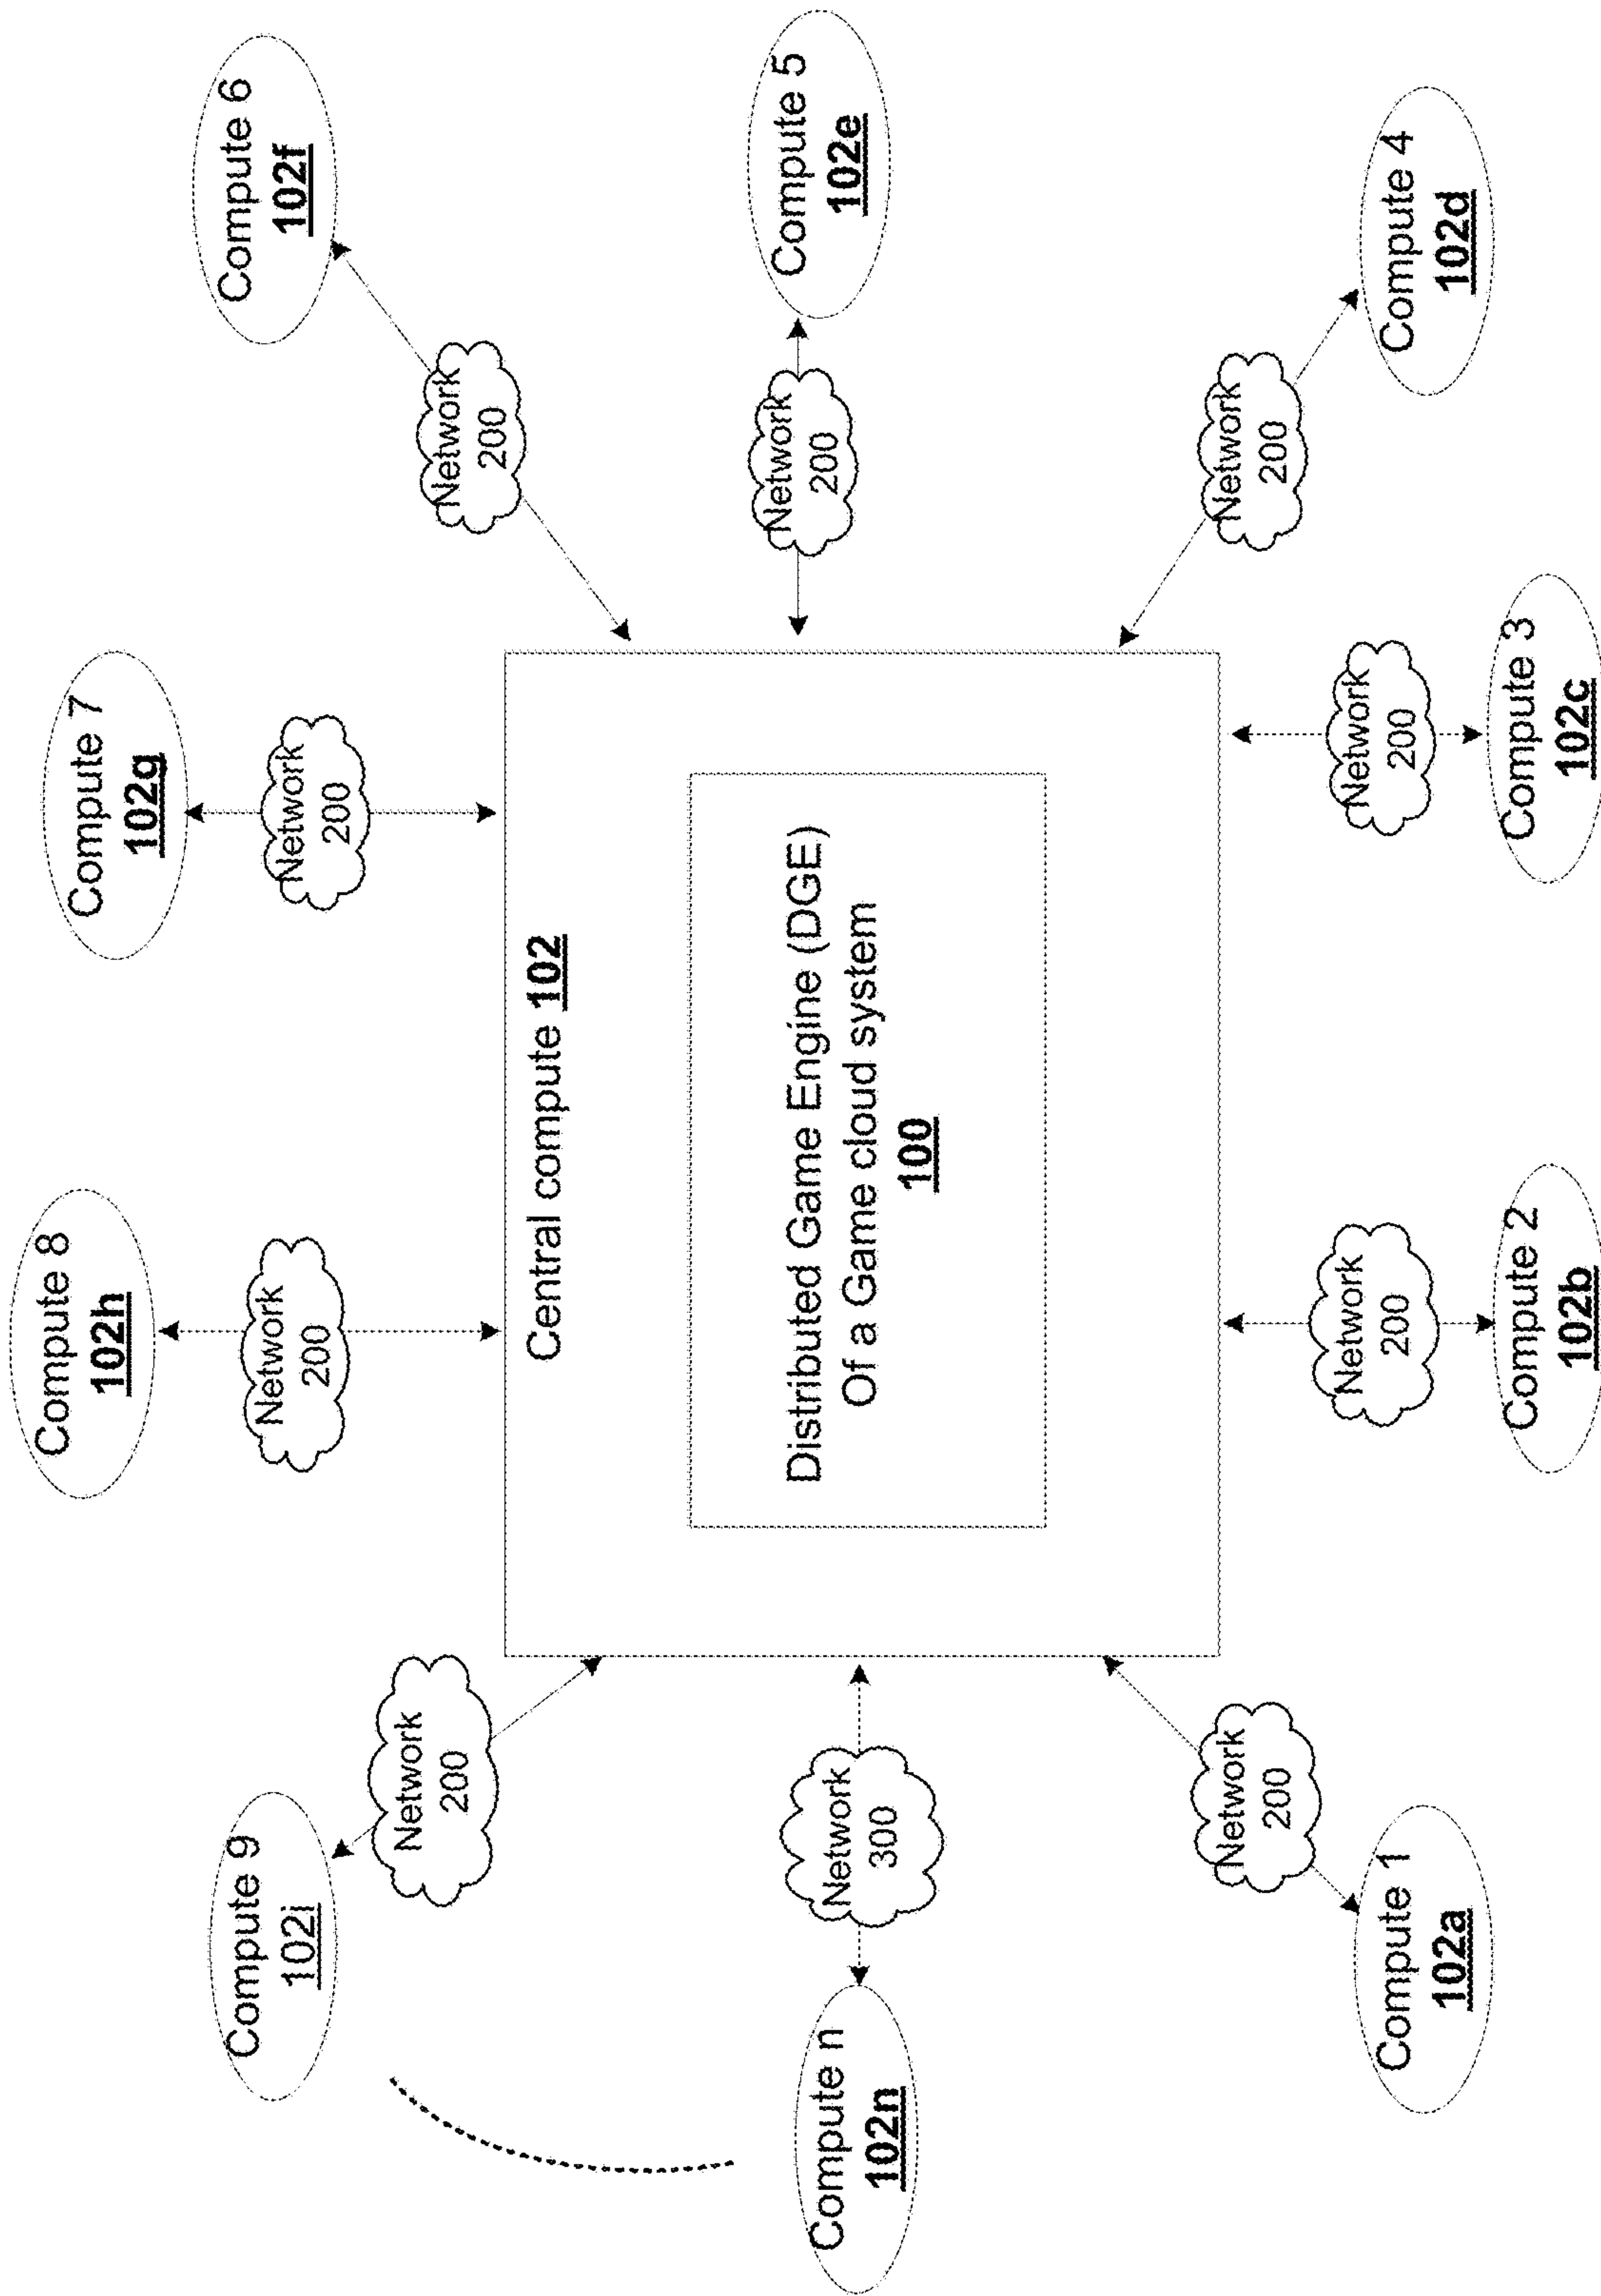 Compute 8
102h
Compute 7
102g
Compute 9
102i
Compute 6
102f
Network
200
Network
200
Network
200
Network
200
Central compute 102
Compute n
102n
Network
300
Distributed Game Engine (DGE)
Of a Game cloud system
100
Network
200
Compute 5
102e
Network
200
Network
200
Compute 1
102a
Compute 4
102d
Network
200
Network
200
Compute 2
102b
Compute 3
102c